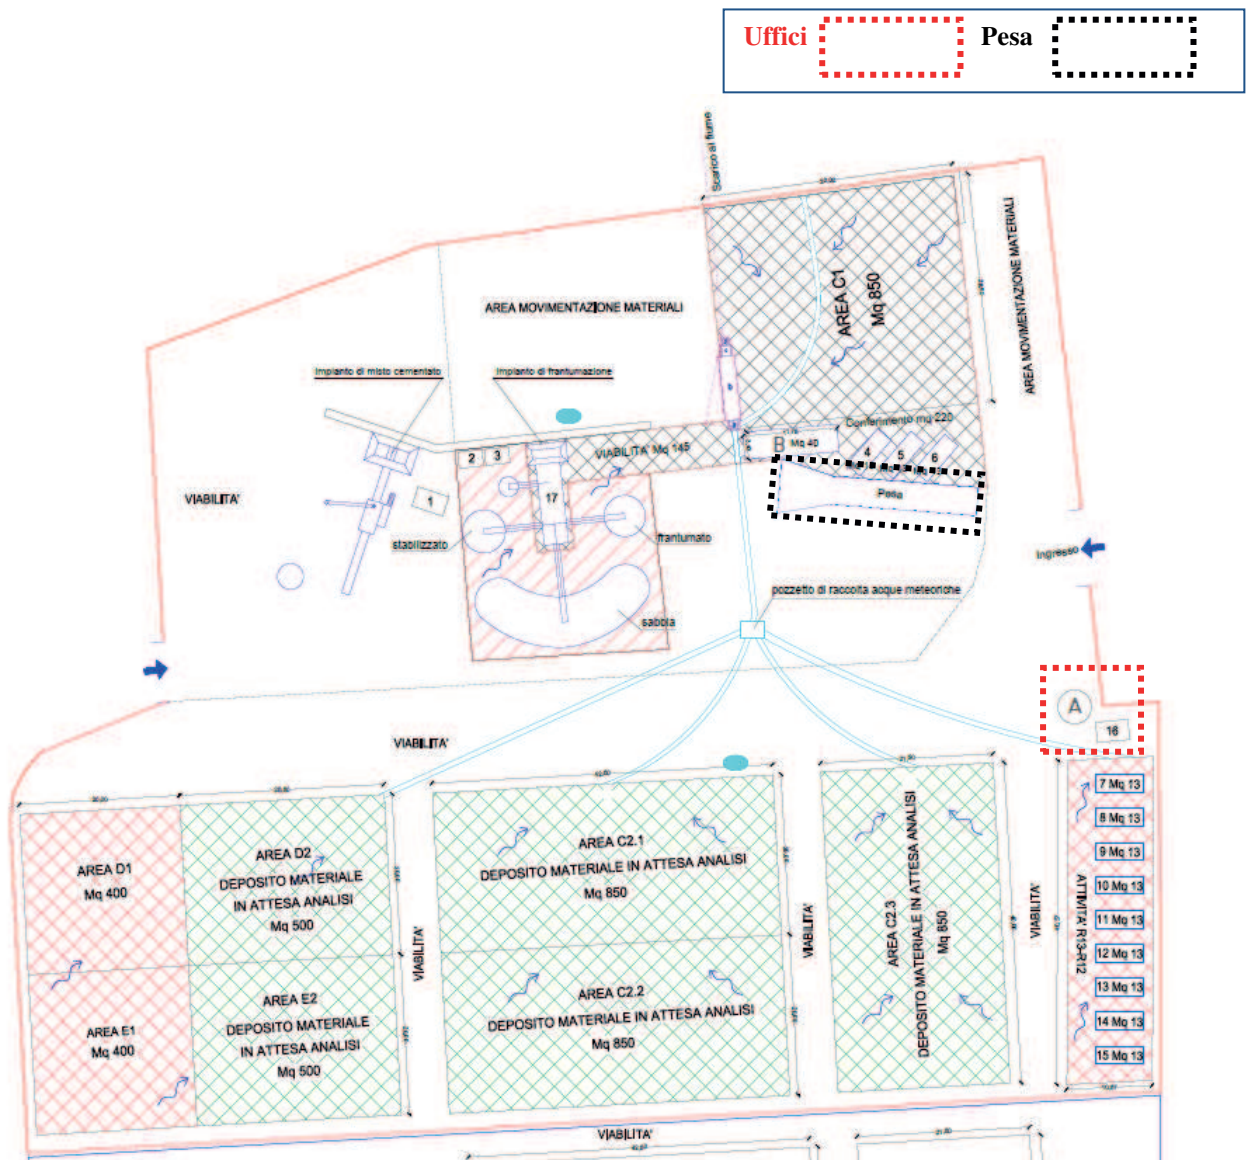 Uffici
Pesa
Scarico al fiume
AREA C1
Mq 850
AREA MOVIMENTAZIONE MATERIALI
AREA MOVIMENTAZIONE MATERIALI
Impianto di misto cementato
Impianto di frantumazione
Conferimento mq 220
B Mq 40
4
5
6
VIABILITA' Mq 145
2
3
1
17
VIABILITA'
Pesa
stabilizzato
frantumato
Ingresso
pozzetto di raccolta acque meteoriche
sabbia
A
16
VIABILITA'
AREA D1
Mq 400
AREA D2
DEPOSITO MATERIALE
IN ATTESA ANALISI
Mq 500
AREA C2.1
DEPOSITO MATERIALE IN ATTESA ANALISI
Mq 850
AREA C2.3
DEPOSITO MATERIALE IN ATTESA ANALISI
Mq 850
VIABILITA'
VIABILITA'
VIABILITA'
ATTIVITA' R13-R12
7 Mq 13
8 Mq 13
9 Mq 13
10 Mq 13
11 Mq 13
12 Mq 13
13 Mq 13
14 Mq 13
15 Mq 13
AREA E1
Mq 400
AREA E2
DEPOSITO MATERIALE
IN ATTESA ANALISI
Mq 500
AREA C2.2
DEPOSITO MATERIALE IN ATTESA ANALISI
Mq 850
VIABILITA'